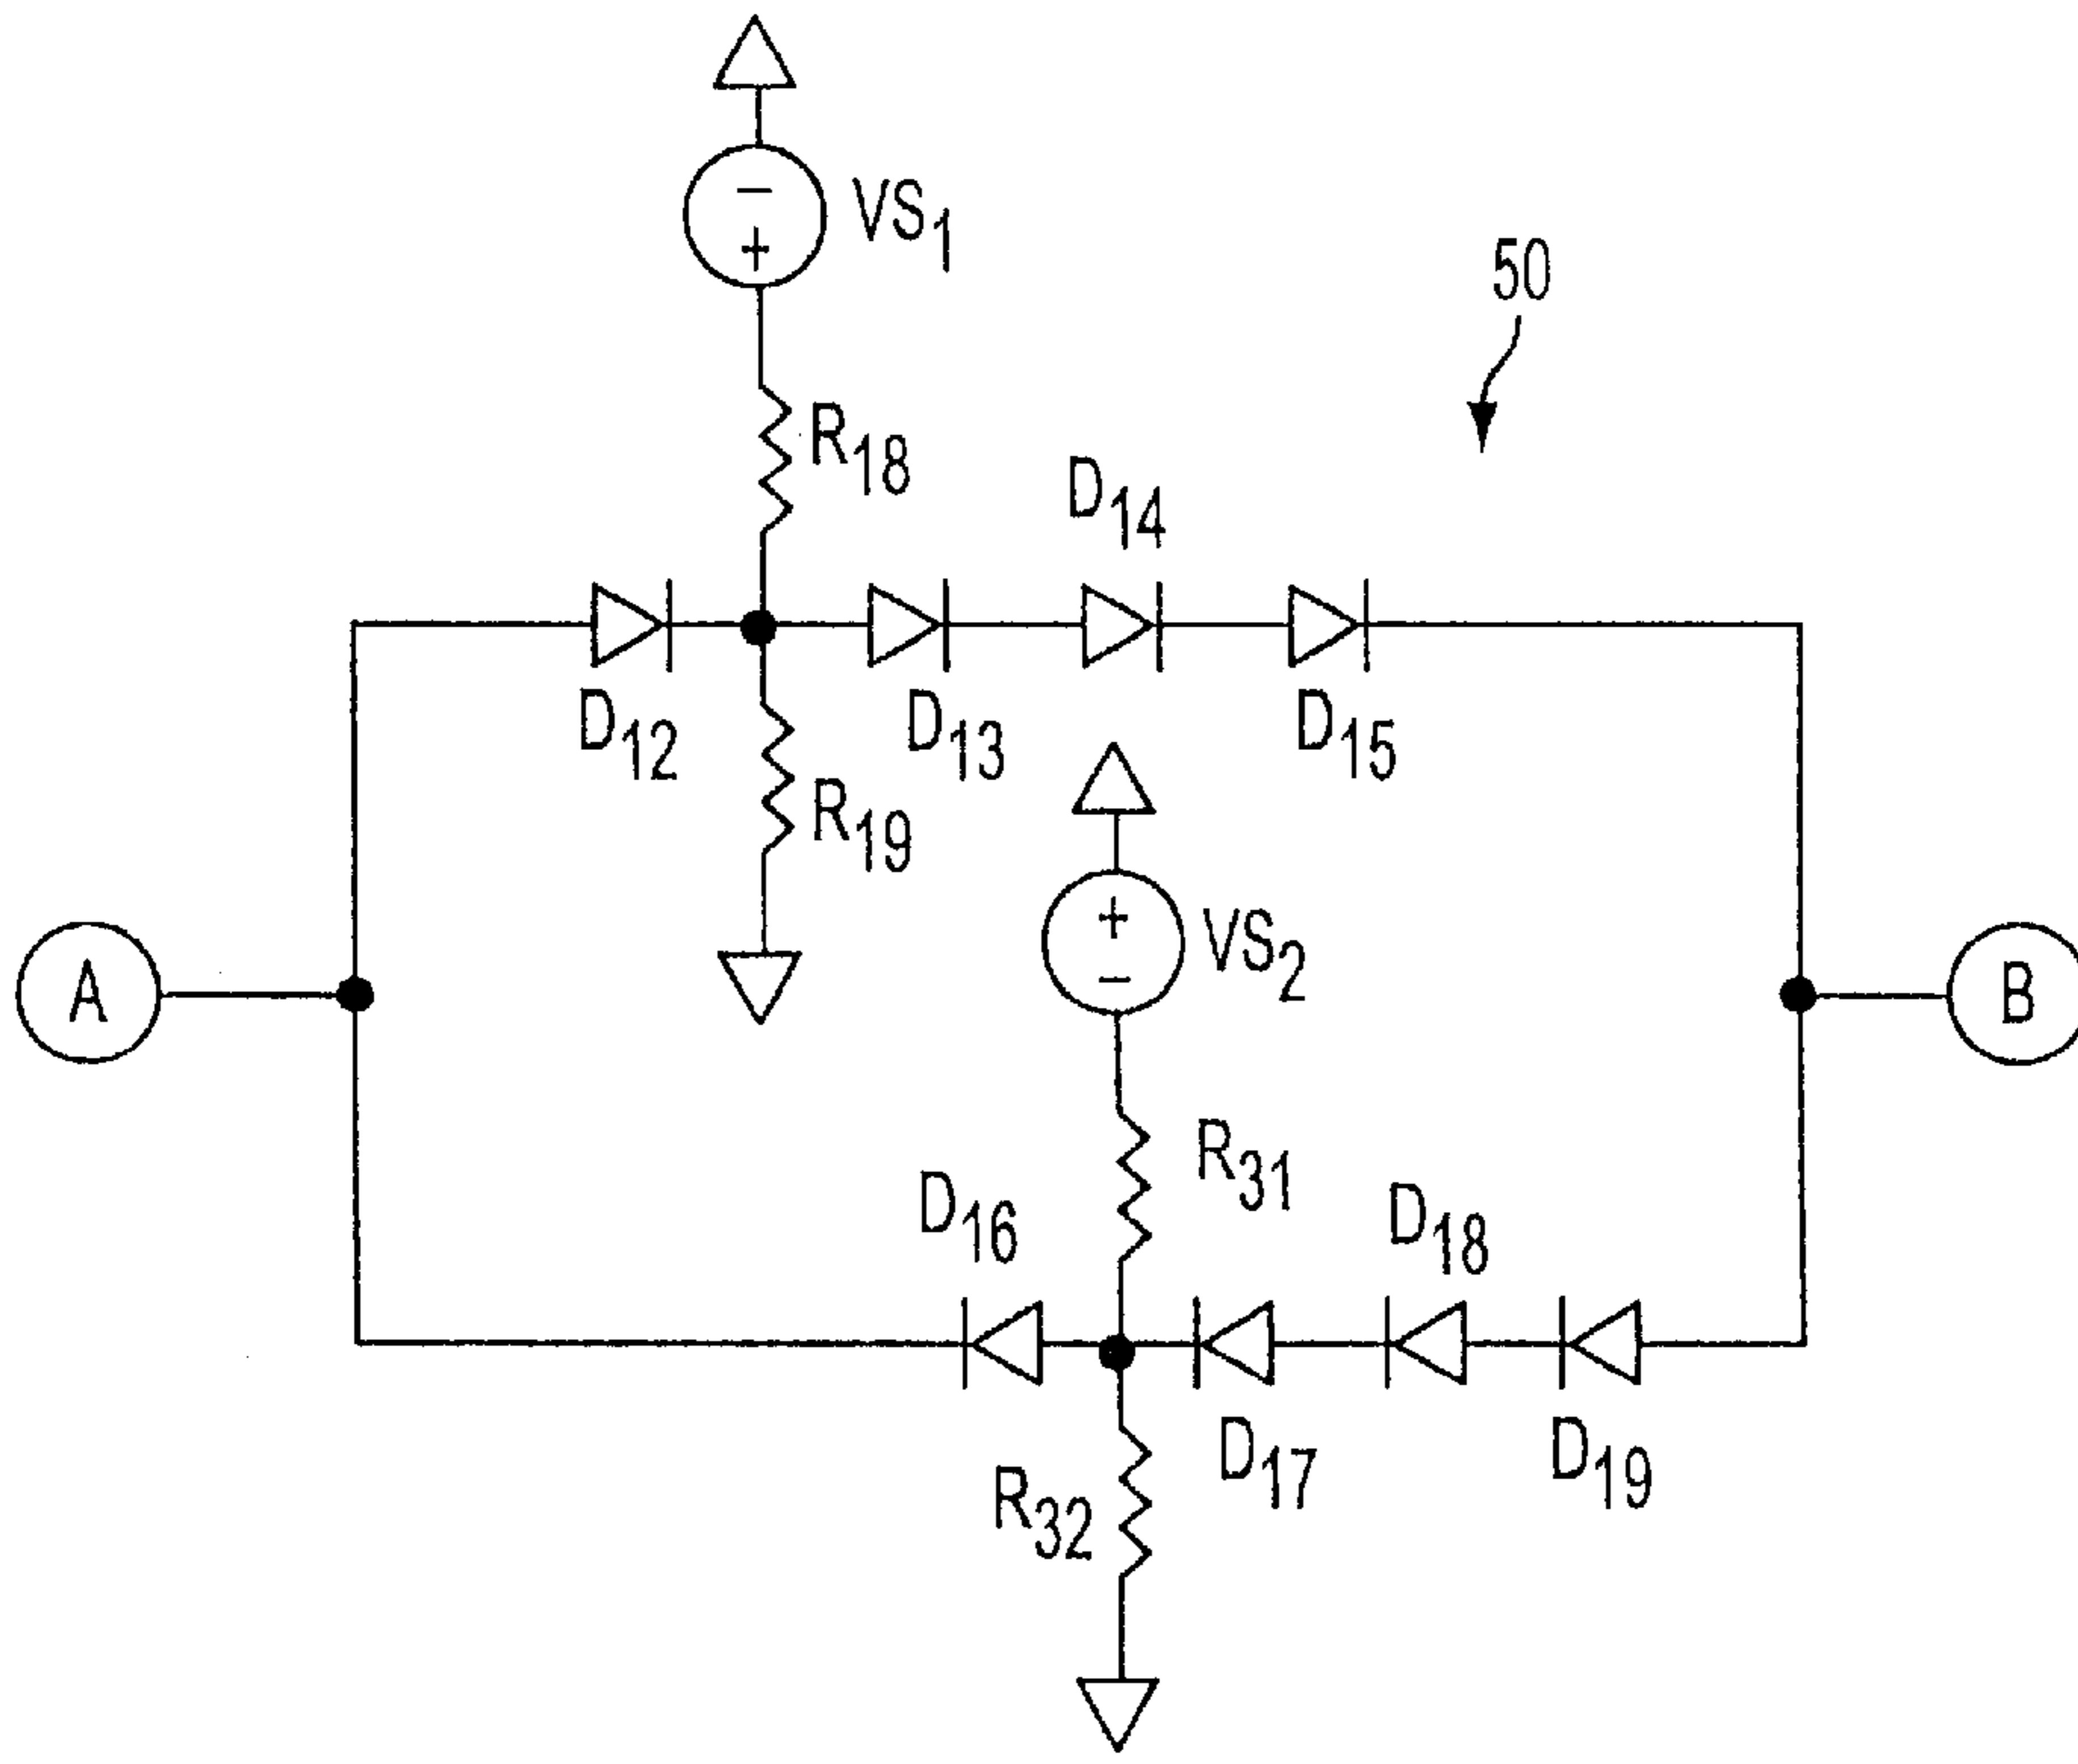 −
+
VS1
50
R18
D14
D12
D13
D15
R19
+
−
VS2
A
B
R31
D16
D18
R32
D17
D19